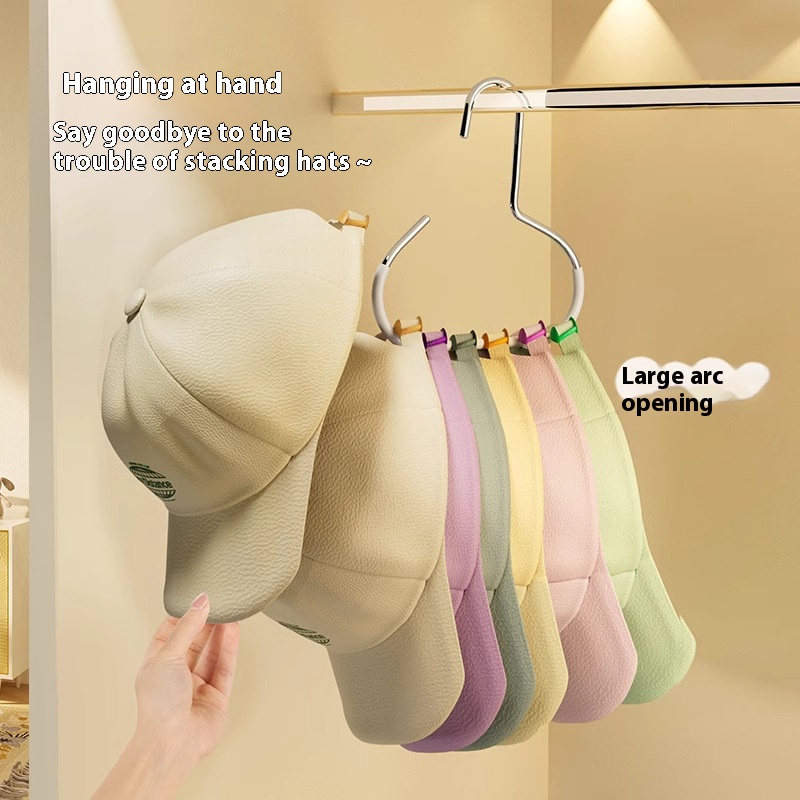 Hanging at hand
Say goodbye to the
trouble of stacking hats ~
Large arc
opening